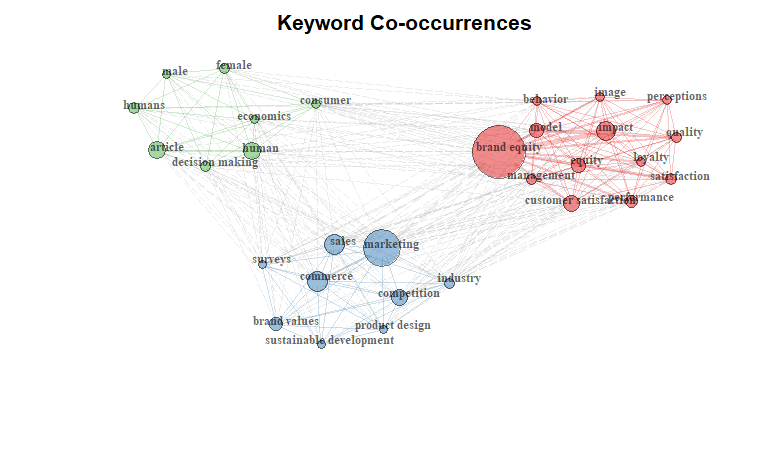 Keyword Co-occurrences
male
female
humans
consumer
economics
article
human
decision making
behavior
image
perceptions
model
impact
quality
brand equity
equity
loyalty
management
satisfaction
customer satisfaction
performance
sales
marketing
surveys
commerce
industry
competition
brand values
product design
sustainable development